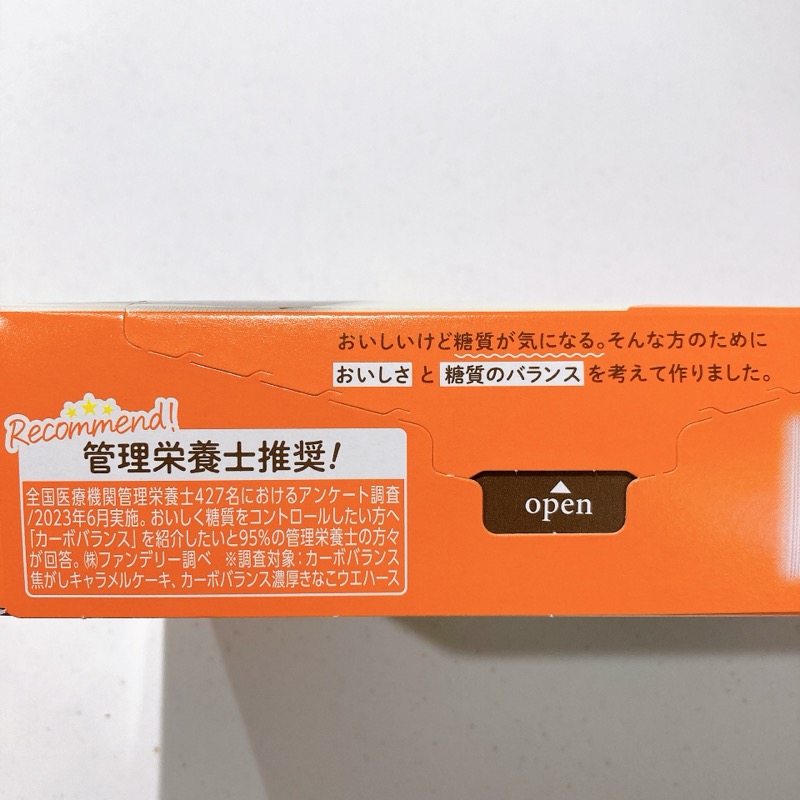 おいしいけど糖質が気になる。そんな方のために
おいしさ と 糖質のバランス を考えて作りました。
Recommend!
管理栄養士推奨!
全国医療機関管理栄養士427名におけるアンケート調査
/2023年6月実施。おいしく糖質をコントロールしたい方へ
「カーボバランス」を紹介したいと95%の管理栄養士の方々
が回答。㈱ファンデリー調べ ※調査対象：カーボバランス
焦がしキャラメルケーキ、カーボバランス濃厚きなこウエハース
open